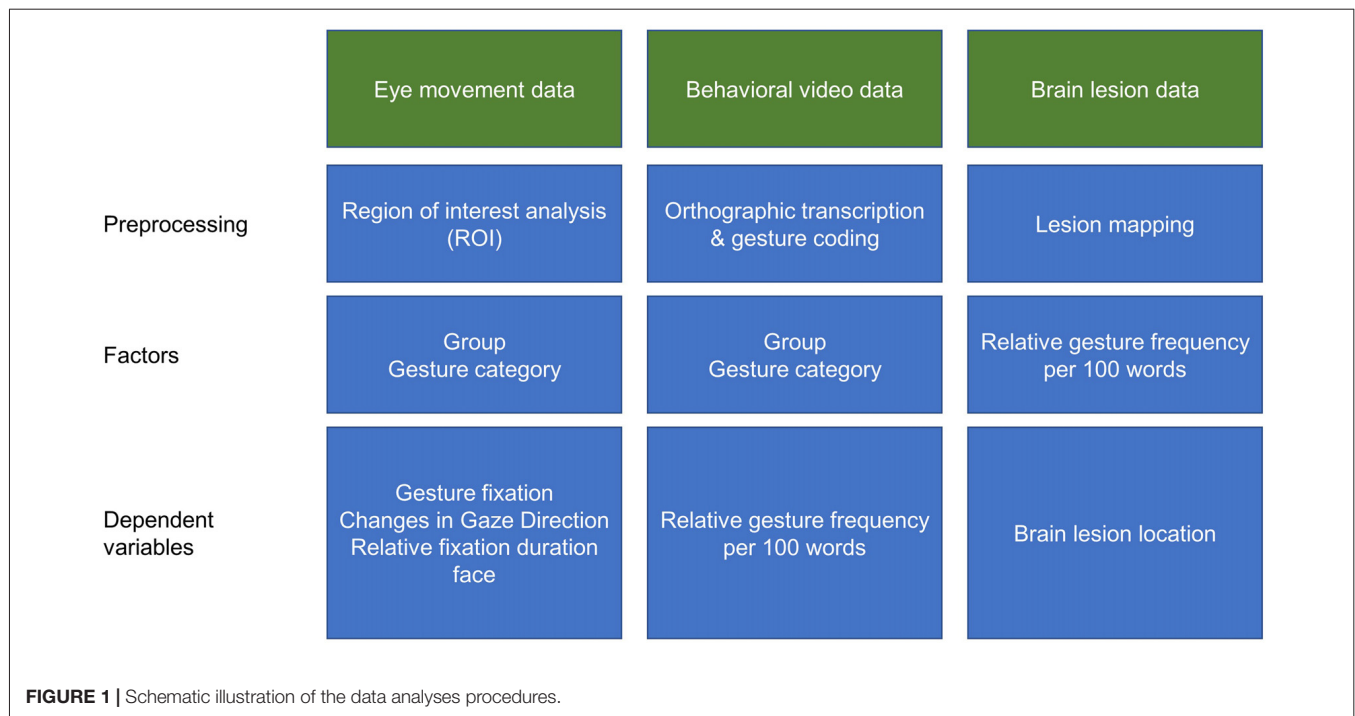 Eye movement data
Behavioral video data
Brain lesion data
Preprocessing
Region of interest analysis
(ROI)
Orthographic transcription
& gesture coding
Lesion mapping
Factors
Group
Gesture category
Group
Gesture category
Relative gesture frequency
per 100 words
Dependent
variables
Gesture fixation
Changes in Gaze Direction
Relative fixation duration
face
Relative gesture frequency
per 100 words
Brain lesion location
FIGURE 1 | Schematic illustration of the data analyses procedures.